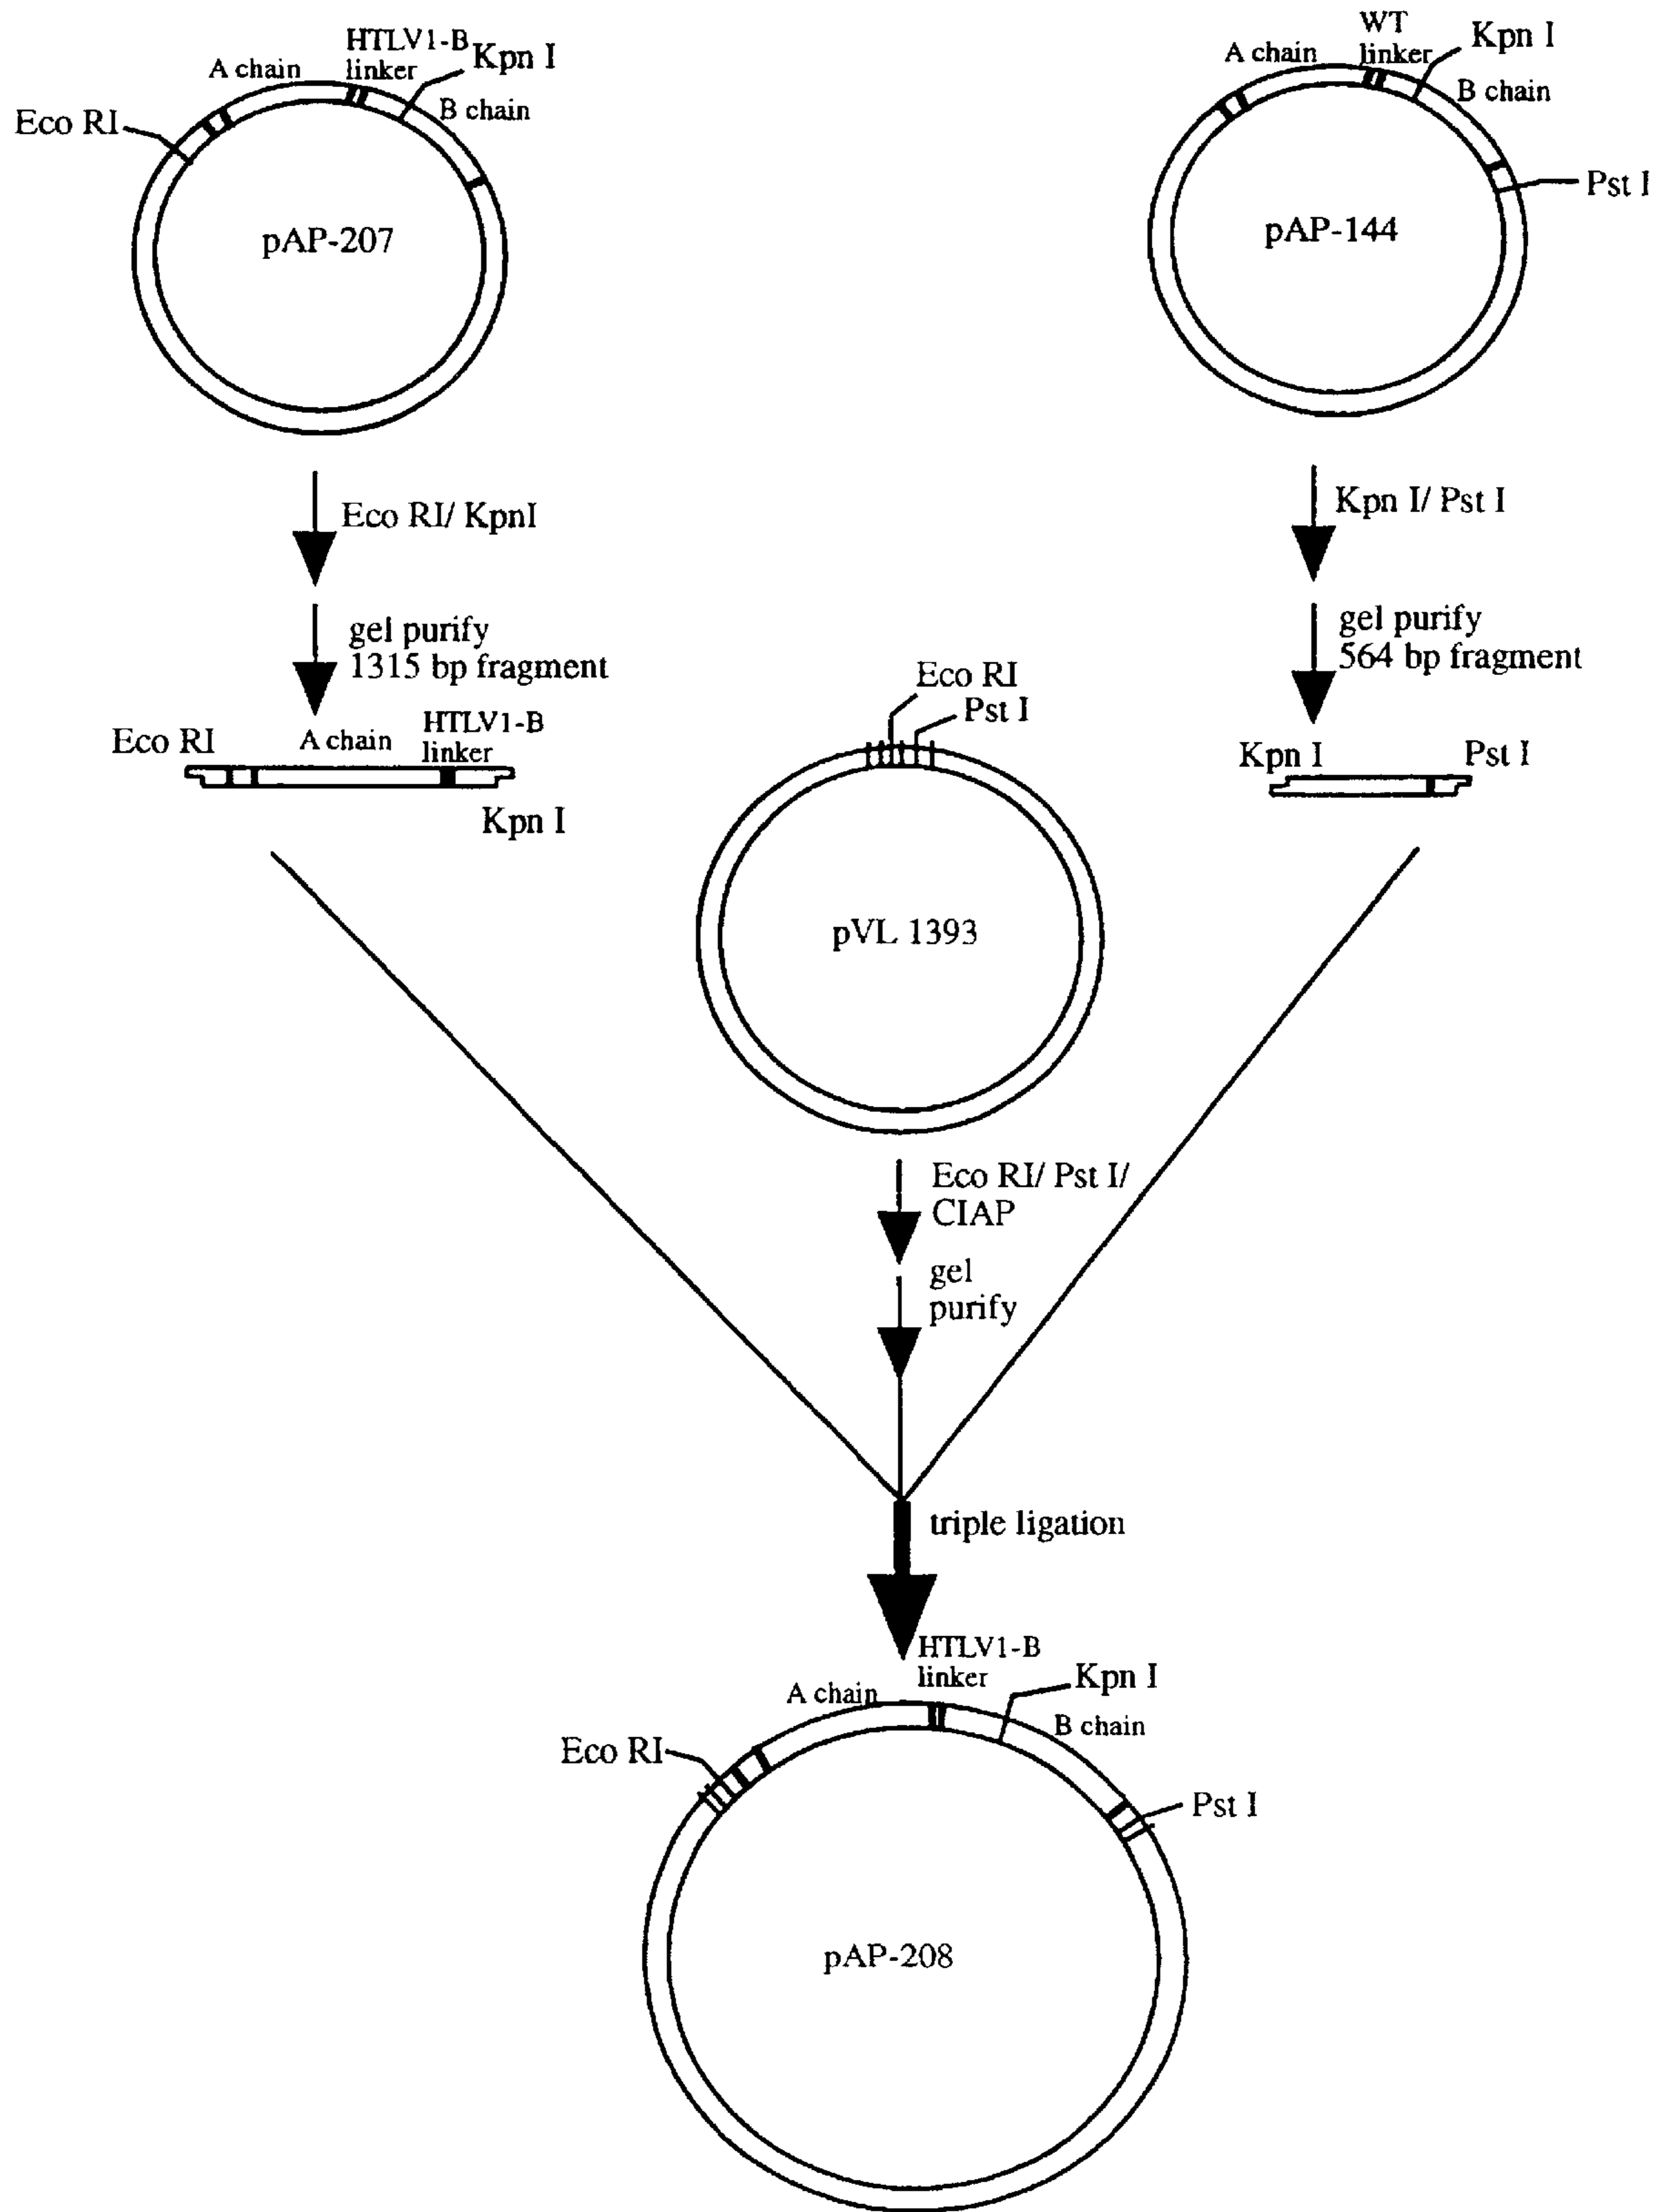 HTLV1-B
linker
A chain
Kpn I
B chain
Eco RI
pAP-207
WT
linker
A chain
Kpn I
B chain
Pst I
pAP-144
Eco RI/ KpnI
gel purify
1315 bp fragment
Kpn I/ Pst I
gel purify
564 bp fragment
Eco RI
A chain
HTLV1-B
linker
Kpn I
Eco RI
Pst I
Kpn I
Pst I
pVL 1393
Eco RI/ Pst I/
CIAP
gel
purify
triple ligation
HTLV1-B
linker
A chain
Kpn I
B chain
Eco RI
Pst I
pAP-208